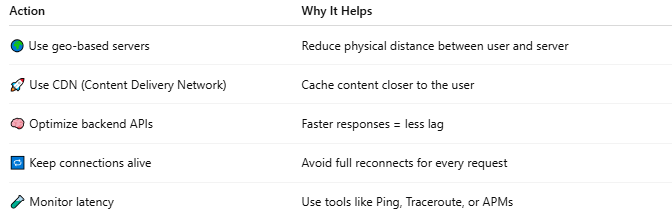 Action Why It Helps
🌍 Use geo-based servers Reduce physical distance between user and server
🚀 Use CDN (Content Delivery Network) Cache content closer to the user
🧠 Optimize backend APIs Faster responses = less lag
🔁 Keep connections alive Avoid full reconnects for every request
🧪 Monitor latency Use tools like Ping, Traceroute, or APMs